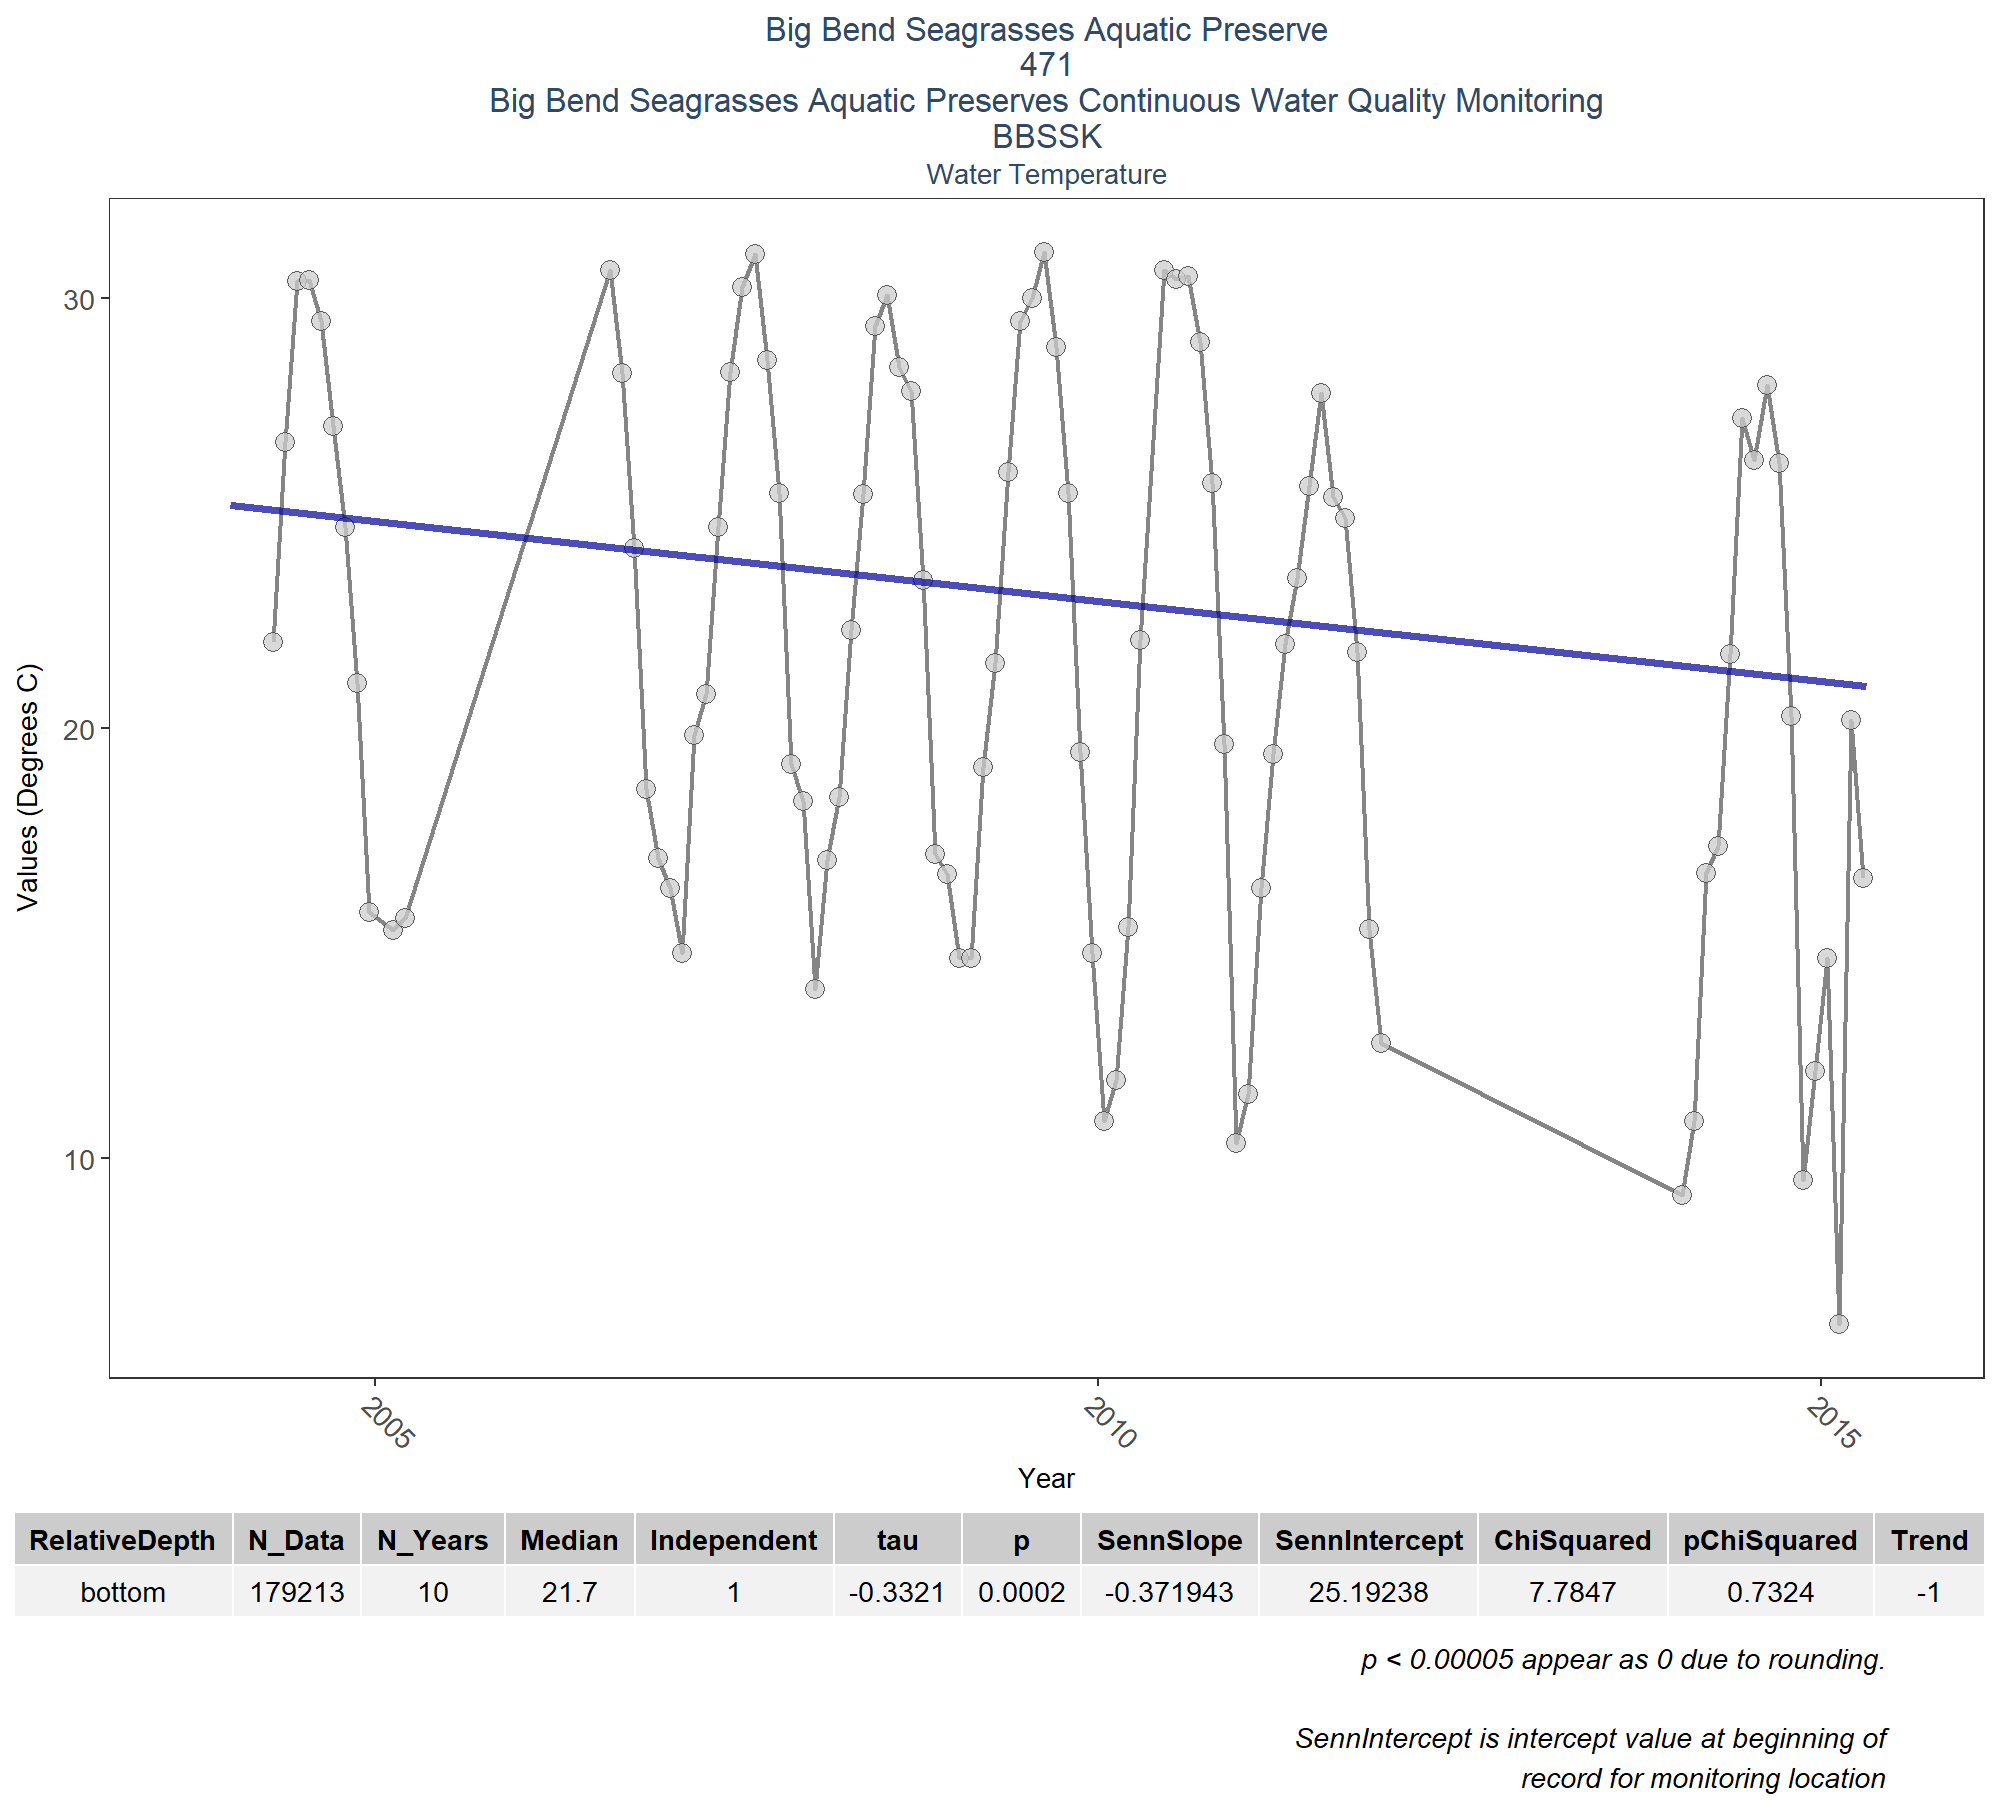 Big Bend Seagrasses Aquatic Preserve
471
Big Bend Seagrasses Aquatic Preserves Continuous Water Quality Monitoring
BBSSK
Water Temperature
30
20
10
Values (Degrees C)
2005
2010
2015
Year
RelativeDepth N_Data N_Years Median Independent tau p SennSlope SennIntercept ChiSquared pChiSquared Trend
bottom 179213 10 21.7 1 -0.3321 0.0002 -0.371943 25.19238 7.7847 0.7324 -1
p < 0.00005 appear as 0 due to rounding.
SennIntercept is intercept value at beginning of
record for monitoring location